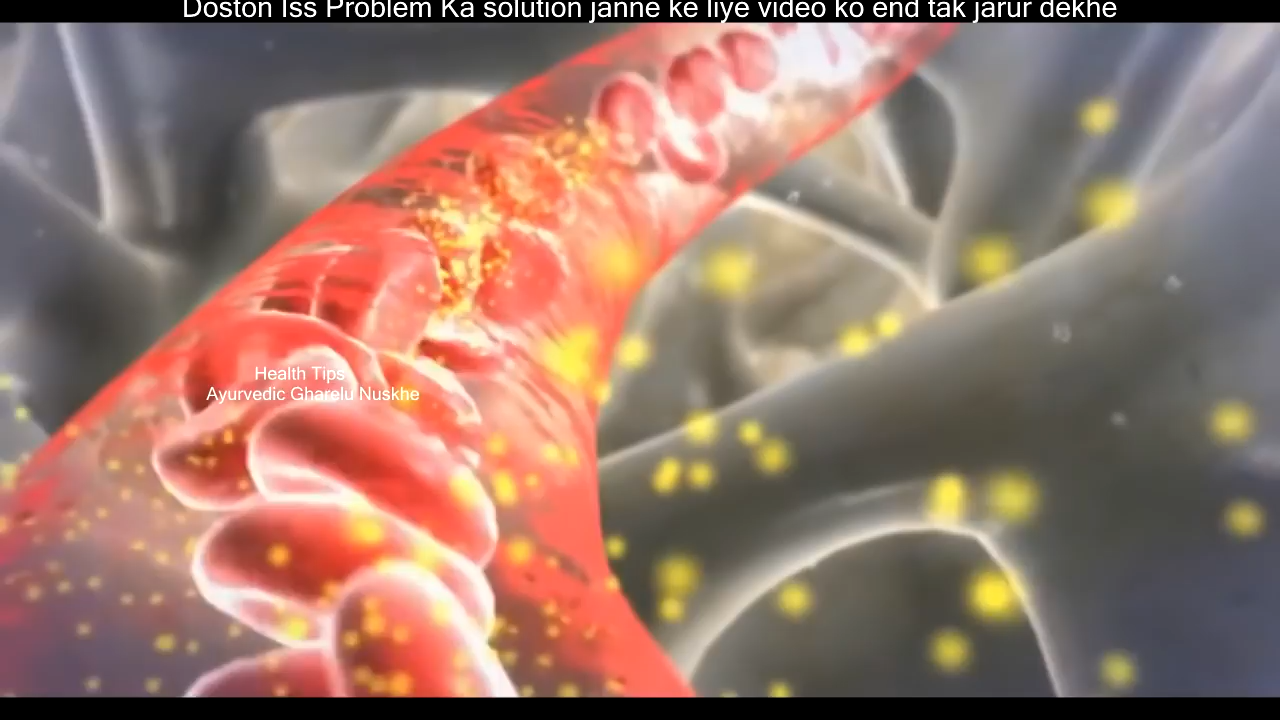 Doston Iss Problem Ka solution janne ke liye video ko end tak jarur dekhe
Health Tips
Ayurvedic Gharelu Nuskhe